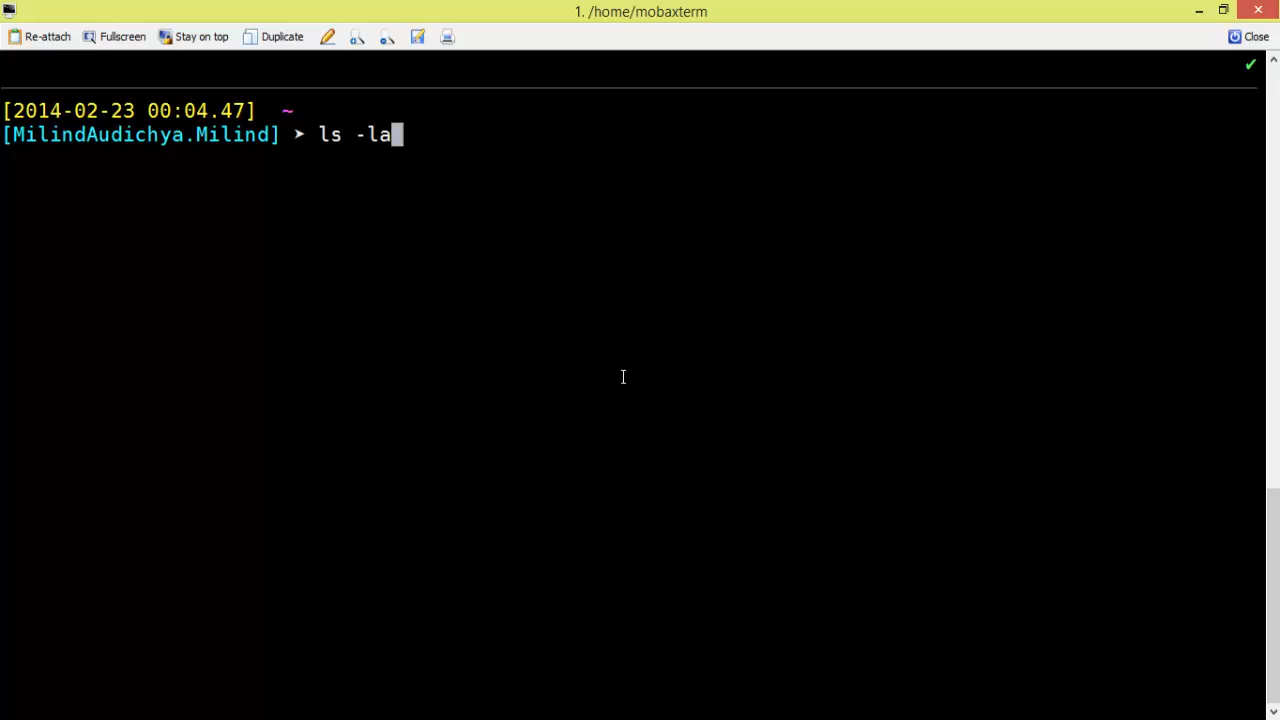 1. /home/mobaxterm
Re-attach Fullscreen Stay on top Duplicate Close
[2014-02-23 00:04.47] ~
[MilindAudichya.Milind] ➤ ls -la